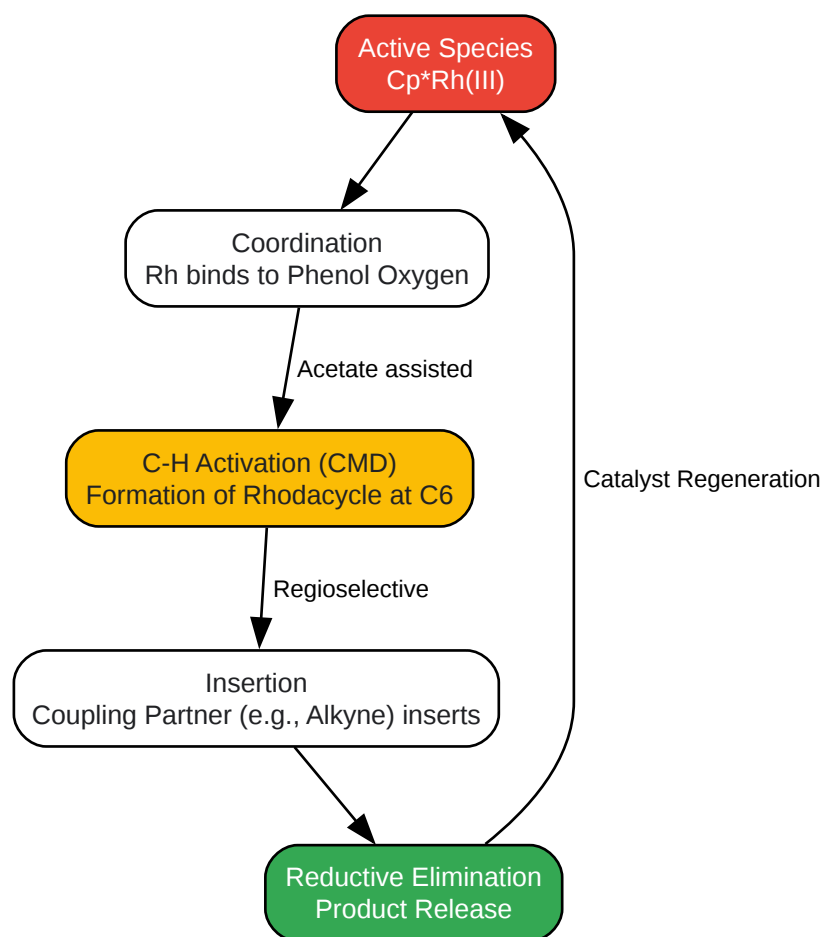 Active Species
Cp*Rh(III)
Coordination
Rh binds to Phenol Oxygen
Acetate assisted
C-H Activation (CMD)
Formation of Rhodacycle at C6
Catalyst Regeneration
Regioselective
Insertion
Coupling Partner (e.g., Alkyne) inserts
Reductive Elimination
Product Release